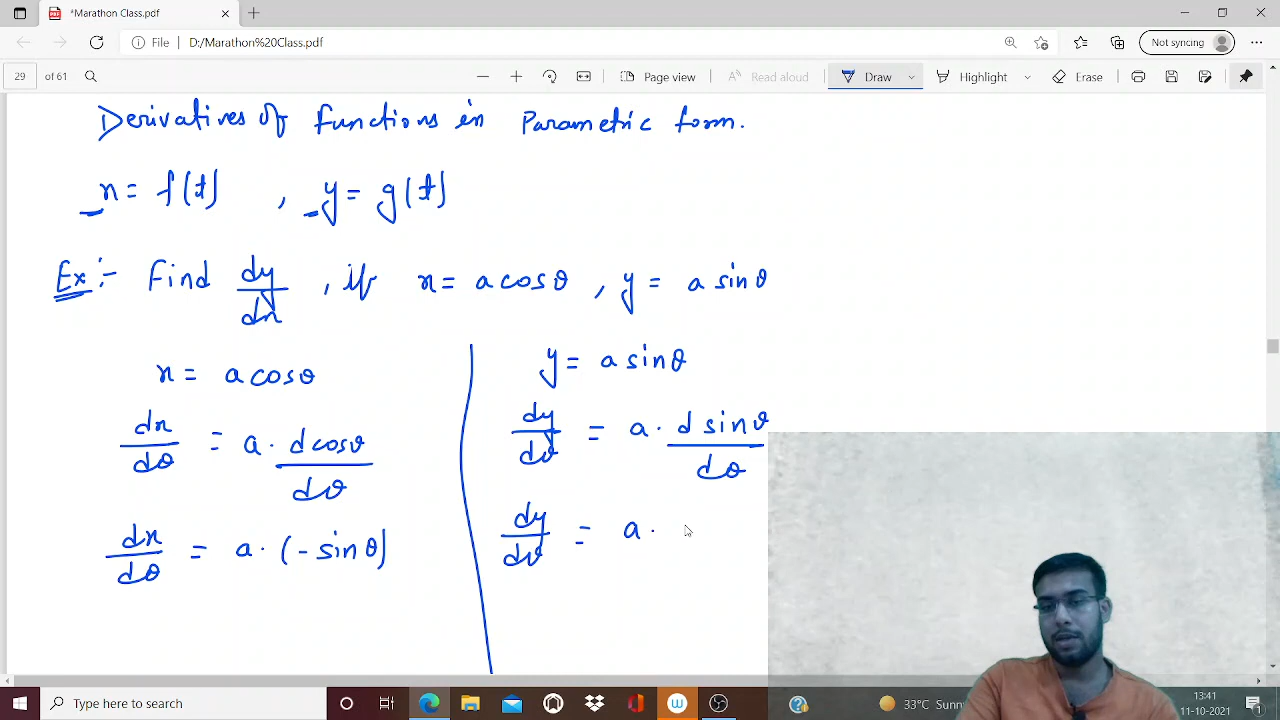 *Marathon Class.pdf
File D:/Marathon%20Class.pdf Not syncing
29 of 61 Page view Read aloud Draw Highlight Erase
Derivatives of functions in Parametric form.
x = f(t) , y = g(t)
Ex :- Find dy/dx , if x = a cosθ , y = a sinθ
x = a cosθ
dx/dθ = a · d cosθ/dθ
dx/dθ = a · (- sinθ)
y = a sinθ
dy/dθ = a · d sinθ/dθ
dy/dθ = a ·
Type here to search 33°C Sunny 13:41
11-10-2021